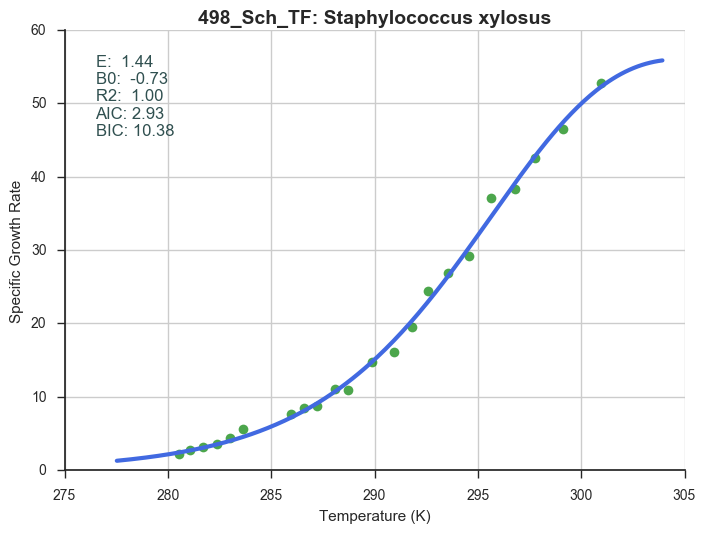 498_Sch_TF: Staphylococcus xylosus
E:  1.44
B0:  -0.73
R2:  1.00
AIC: 2.93
BIC: 10.38
60
50
40
30
20
10
0
Specific Growth Rate
275 280 285 290 295 300 305
Temperature (K)